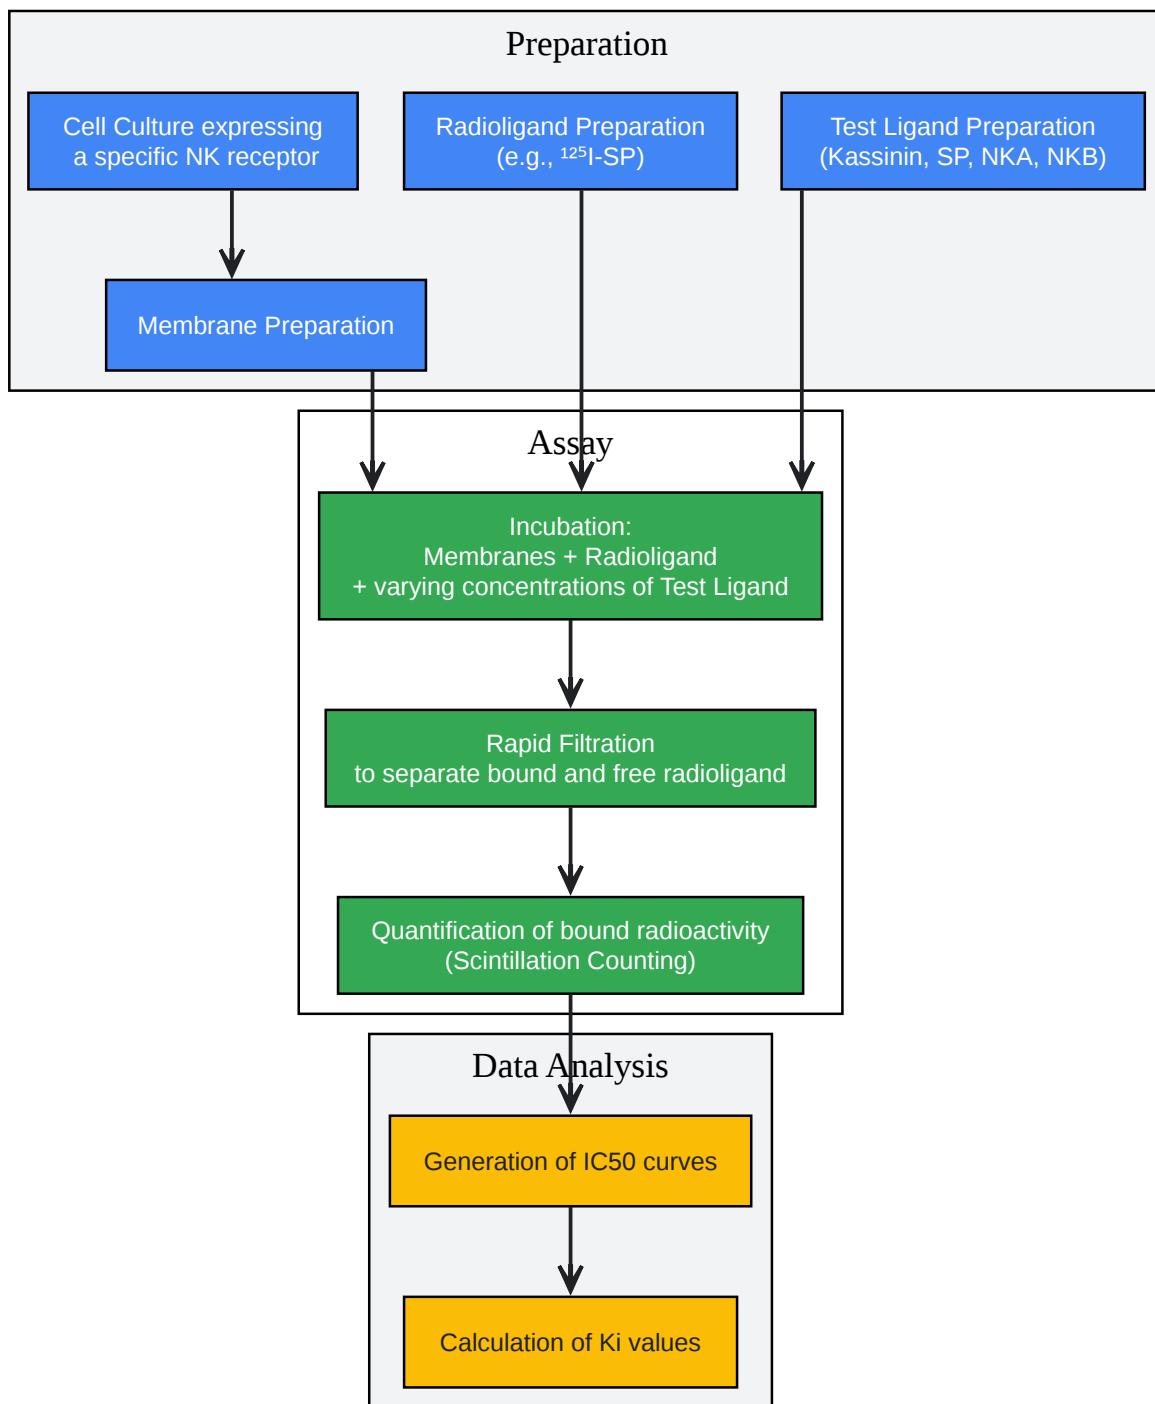 Preparation
Cell Culture expressing
a specific NK receptor
Radioligand Preparation
(e.g., ¹²⁵I-SP)
Test Ligand Preparation
(Kassinin, SP, NKA, NKB)
Membrane Preparation
Assay
Incubation:
Membranes + Radioligand
+ varying concentrations of Test Ligand
Rapid Filtration
to separate bound and free radioligand
Quantification of bound radioactivity
(Scintillation Counting)
Data Analysis
Generation of IC50 curves
Calculation of Ki values